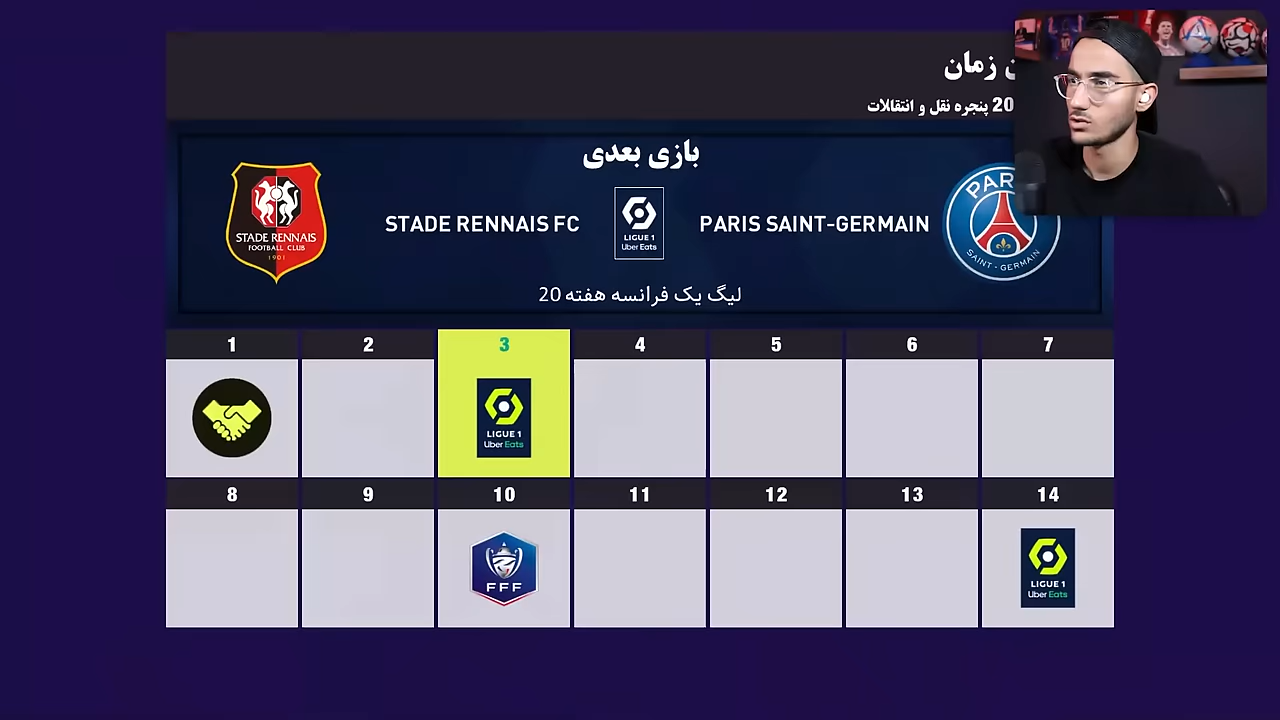 زمان
20 پنجره نقل و انتقالات
بازی بعدی
STADE RENNAIS
FOOTBALL CLUB
1901
STADE RENNAIS FC
LIGUE 1
Uber Eats
PARIS SAINT-GERMAIN
PARI
SAINT-GERMAIN
لیگ یک فرانسه هفته 20
1 2 3 4 5 6 7
LIGUE 1
Uber Eats
8 9 10 11 12 13 14
FFF
LIGUE 1
Uber Eats